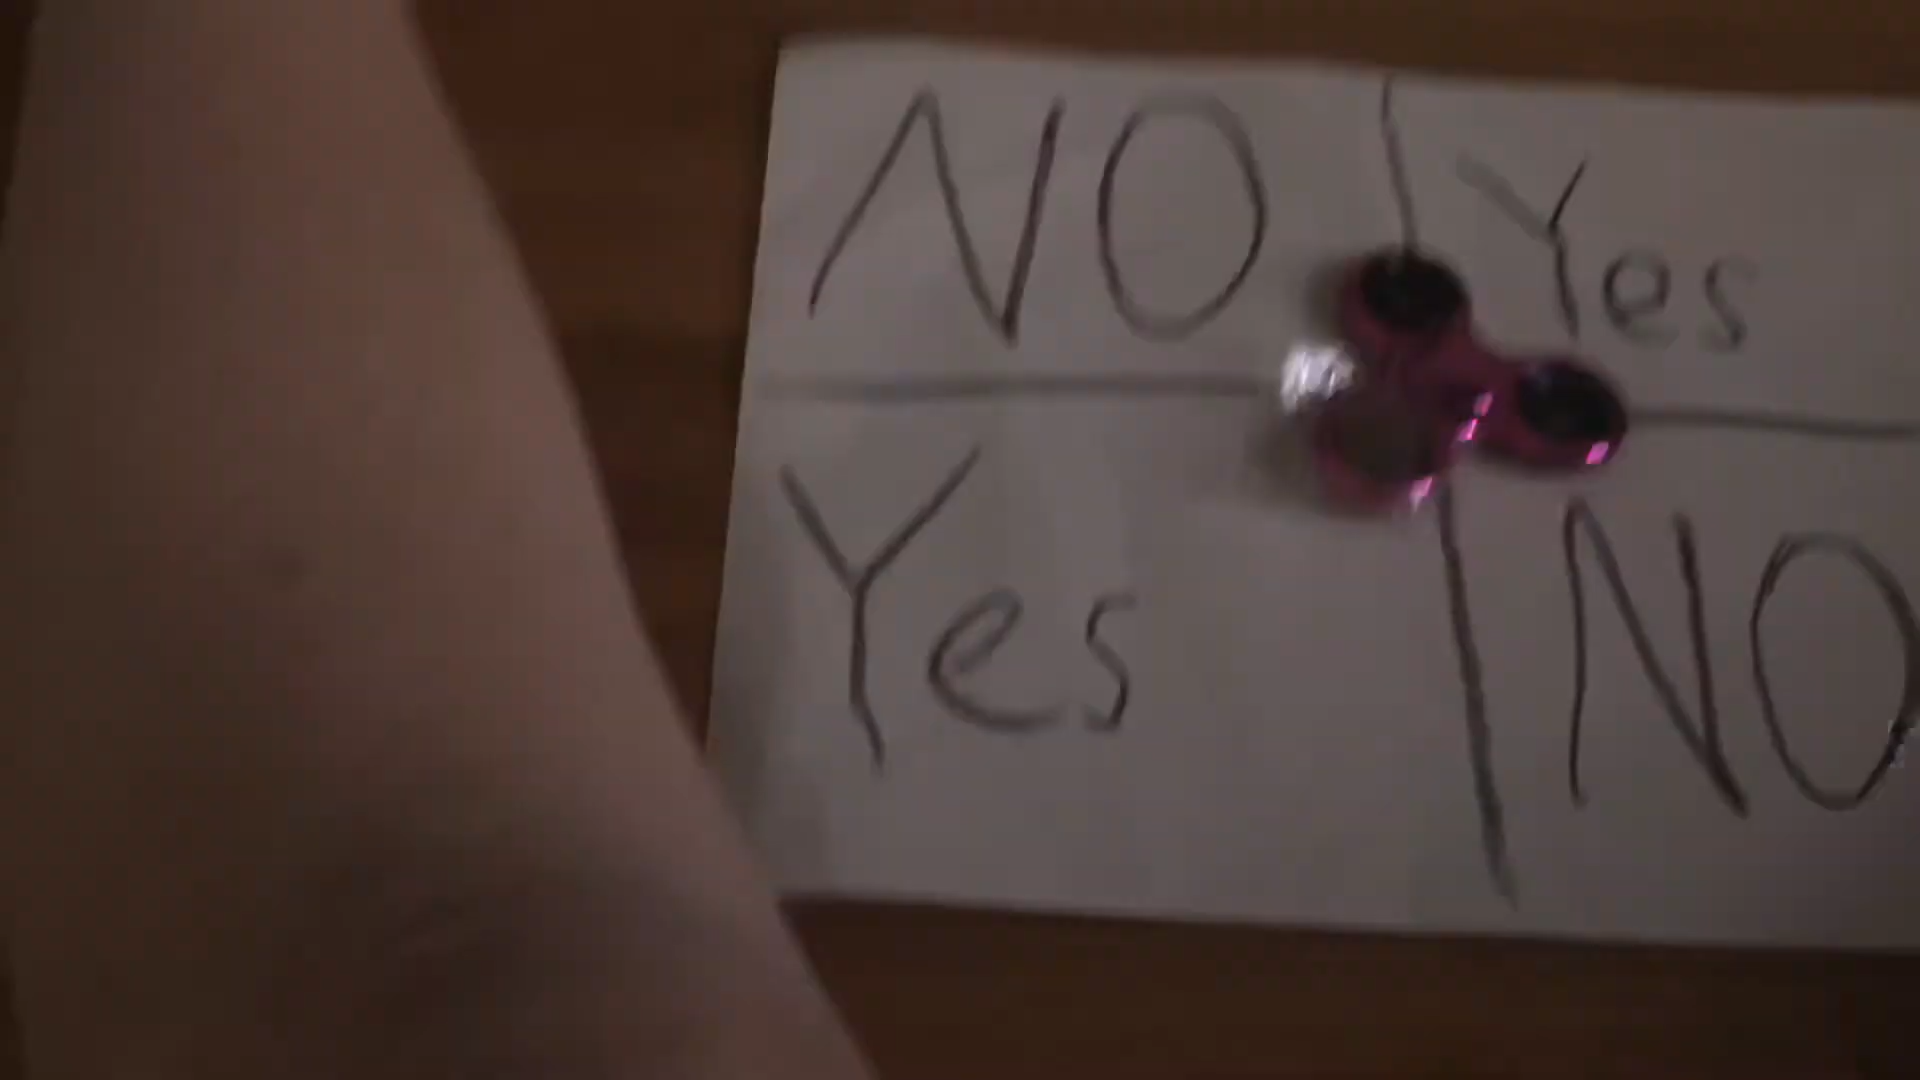 NO Yes
Yes NO